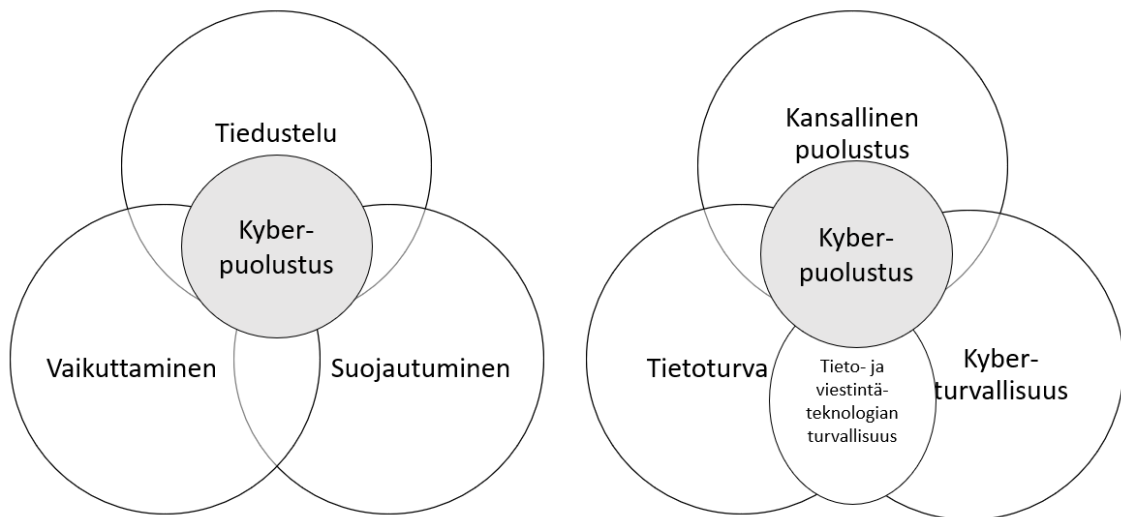 Tiedustelu
Kyber-
puolustus
Vaikuttaminen
Suojautuminen
Kansallinen
puolustus
Kyber-
puolustus
Tietoturva
Tieto- ja
viestintä-
teknologian
turvallisuus
Kyber-
turvallisuus